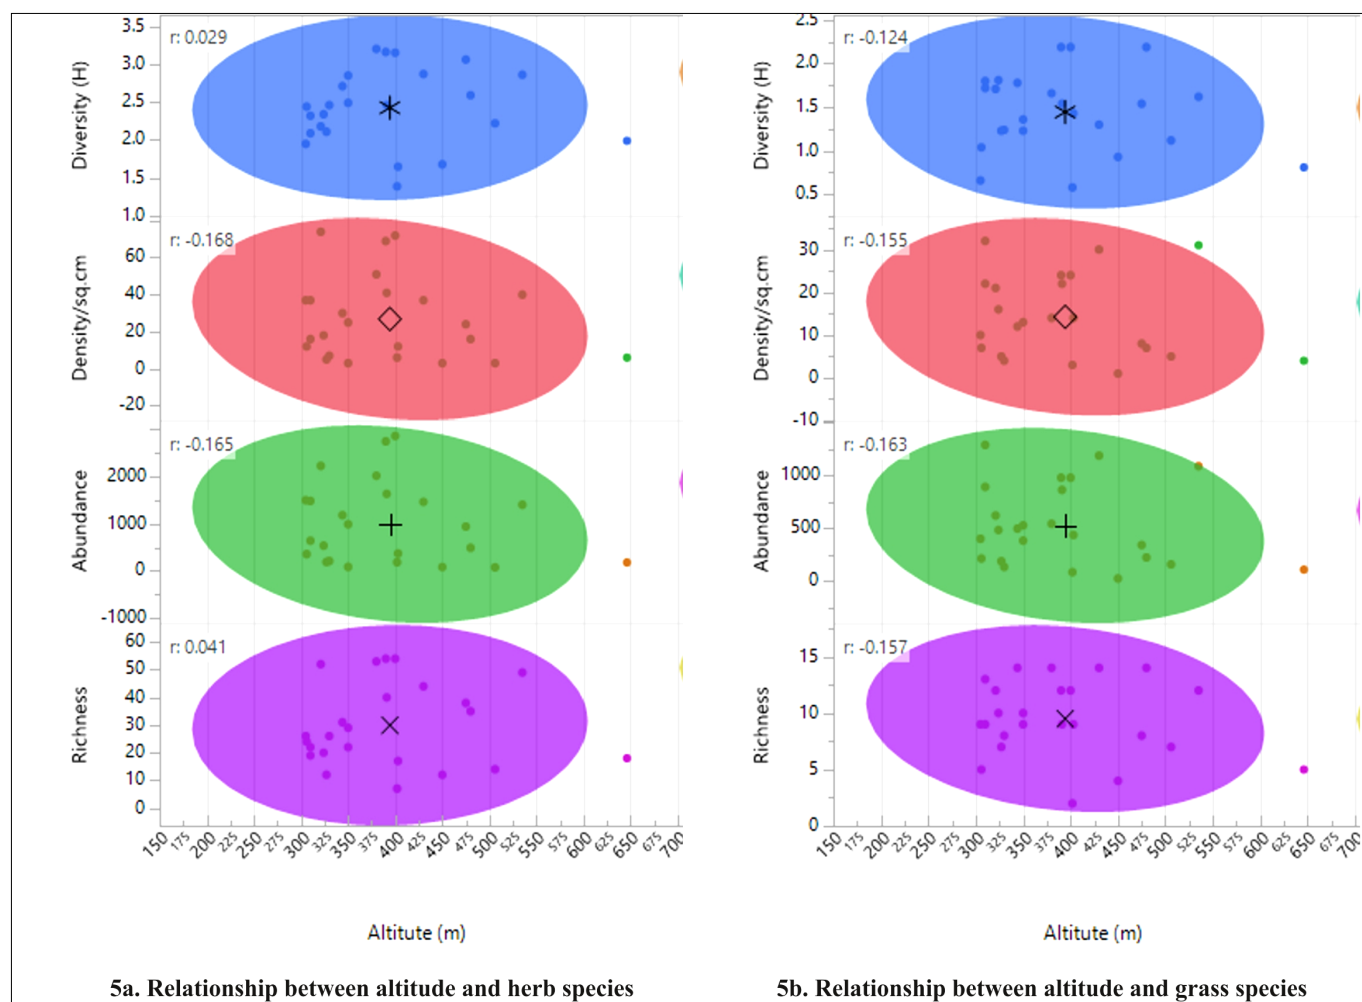 3.5
3.0
2.5
2.0
1.5
1.0
Diversity (H)
r: 0.029
60
40
20
0
-20
Density/sq.cm
r: -0.168
2000
1000
0
-1000
Abundance
r: -0.165
60
50
40
30
20
10
0
Richness
r: 0.041
150 175 200 225 250 275 300 325 350 375 400 425 450 475 500 525 550 575 600 625 650 675 700
Altitute (m)
5a. Relationship between altitude and herb species
2.5
2.0
1.5
1.0
0.5
Diversity (H)
r: -0.124
30
20
10
0
-10
Density/sq.cm
r: -0.155
1000
500
0
Abundance
r: -0.163
15
10
5
0
Richness
r: -0.157
150 175 200 225 250 275 300 325 350 375 400 425 450 475 500 525 550 575 600 625 650 675 700
Altitute (m)
5b. Relationship between altitude and grass species